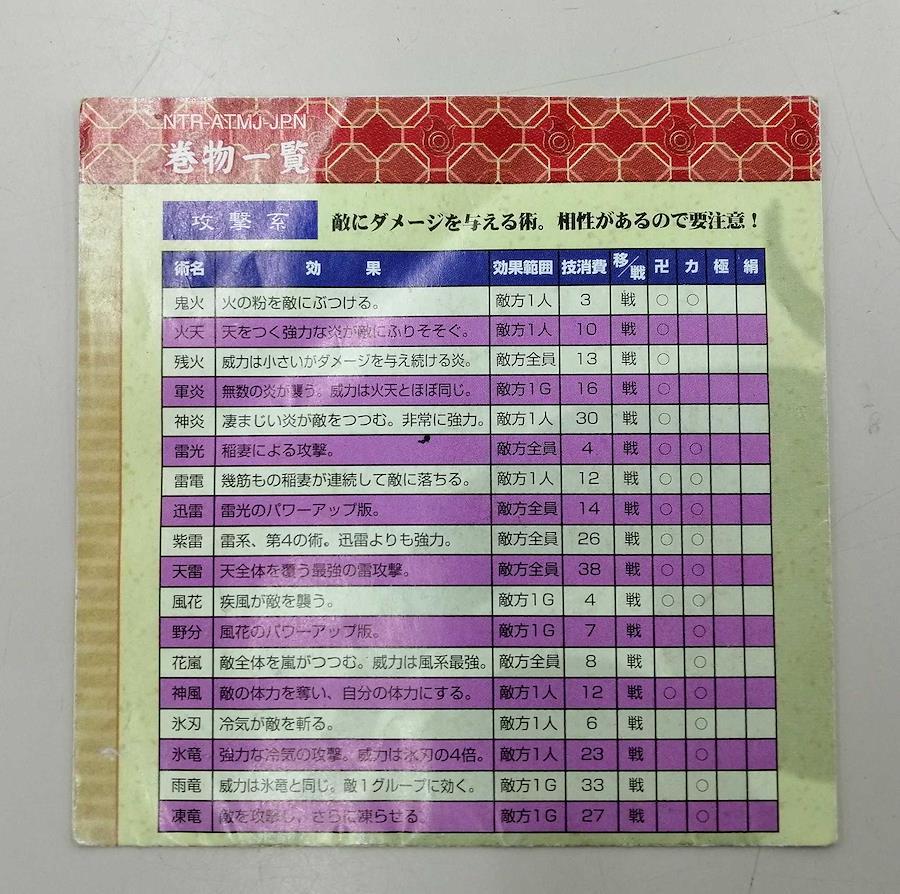 NTR-ATMJ-JPN
巻物一覧
攻撃系 敵にダメージを与える術。相性があるので要注意！
術名 効果 効果範囲 技消費 移/戦 卍 カ 極 絹
鬼火 火の粉を敵にぶつける。 敵方1人 3 戦 ○ ○
火天 天をつく強力な炎が敵にふりそそぐ。 敵方1人 10 戦 ○
残火 威力は小さいがダメージを与え続ける炎。 敵方全員 13 戦 ○
軍炎 無数の炎が襲う。威力は火天とほぼ同じ。 敵方1G 16 戦 ○
神炎 凄まじい炎が敵をつつむ。非常に強力。 敵方1人 30 戦 ○
雷光 稲妻による攻撃。 敵方全員 4 戦 ○ ○
雷電 幾筋もの稲妻が連続して敵に落ちる。 敵方1人 12 戦 ○ ○
迅雷 雷光のパワーアップ版。 敵方全員 14 戦 ○ ○
紫雷 雷系、第4の術。迅雷よりも強力。 敵方全員 26 戦 ○ ○
天雷 天全体を覆う最強の雷攻撃。 敵方全員 38 戦 ○ ○
風花 疾風が敵を襲う。 敵方1G 4 戦 ○ ○
野分 風花のパワーアップ版。 敵方1G 7 戦 ○
花嵐 敵全体を嵐がつつむ。威力は風系最強。 敵方全員 8 戦 ○
神風 敵の体力を奪い、自分の体力にする。 敵方1人 12 戦 ○ ○
氷刃 冷気が敵を斬る。 敵方1人 6 戦 ○
氷竜 強力な冷気の攻撃。威力は氷刃の4倍。 敵方1人 23 戦 ○
雨竜 威力は氷竜と同じ。敵1グループに効く。 敵方1G 33 戦 ○
凍竜 敵を攻撃し、さらに凍らせる。 敵方1G 27 戦 ○